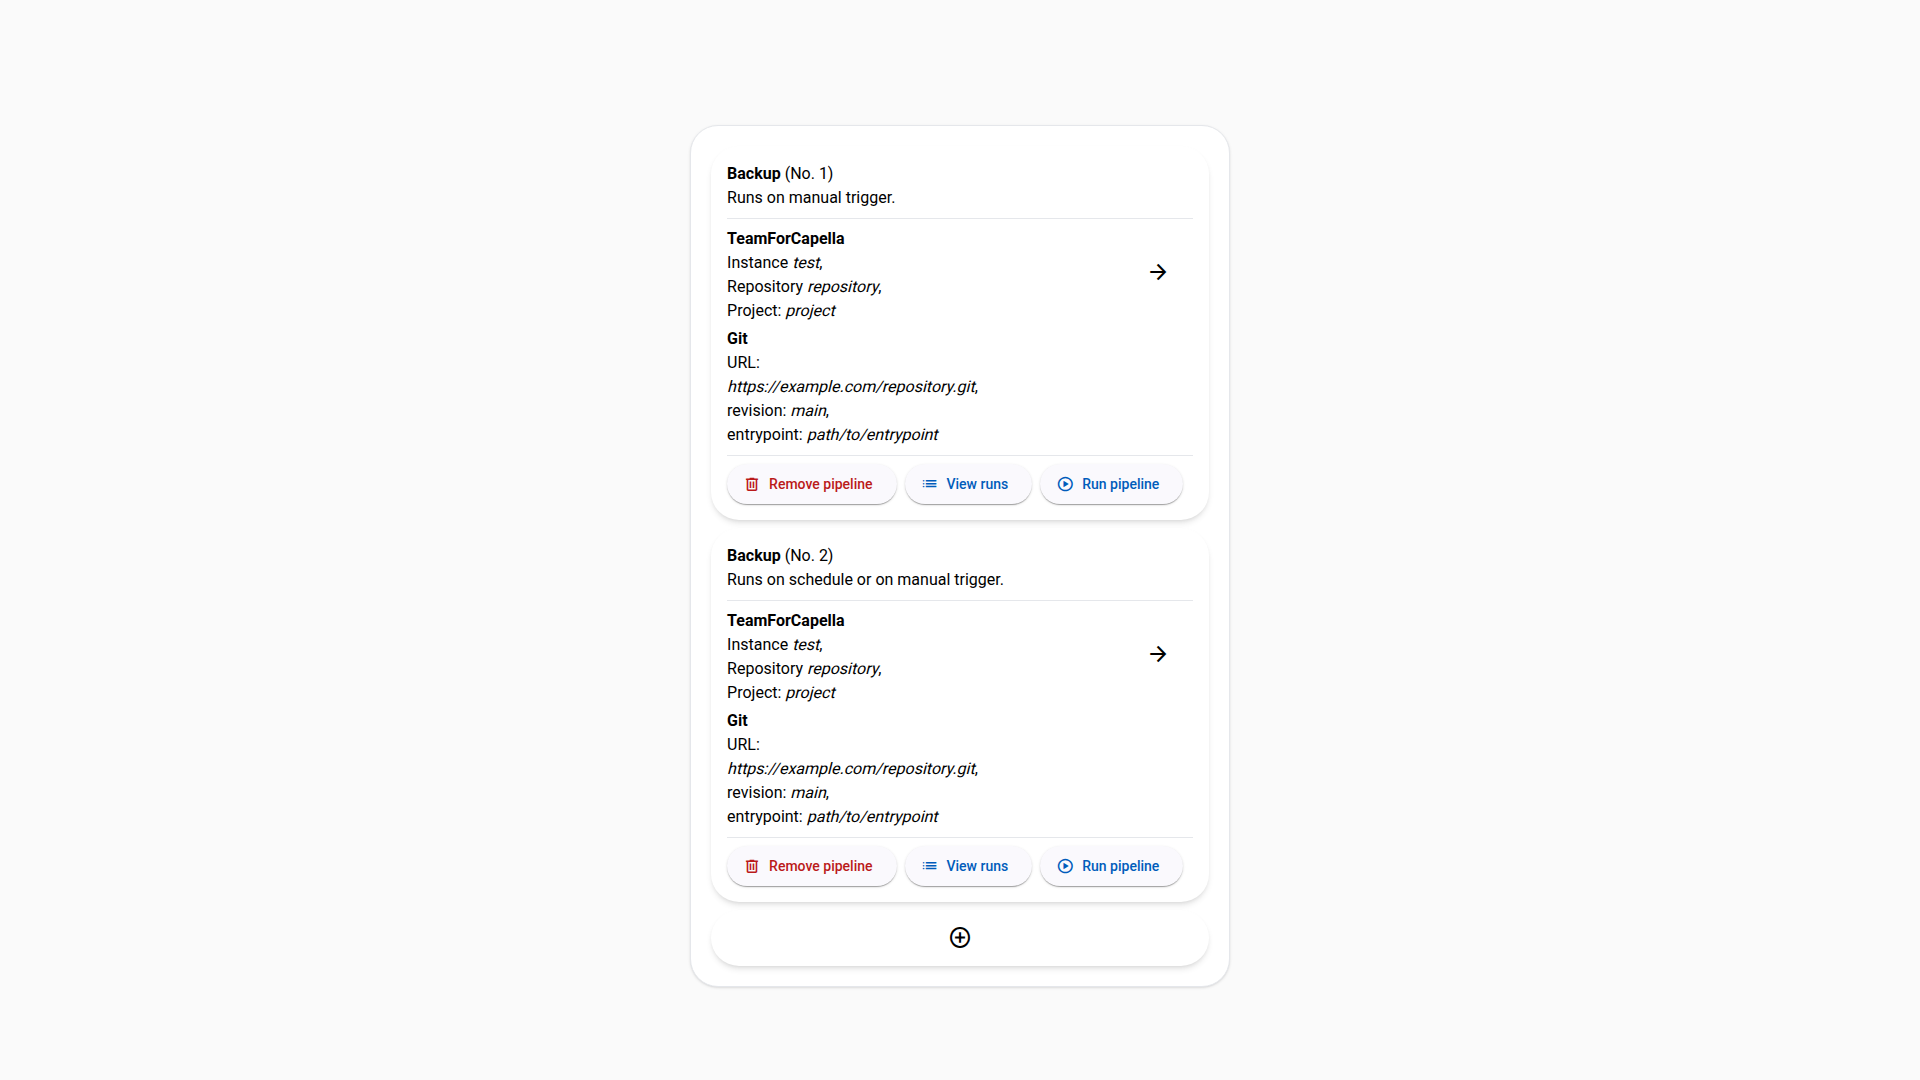 Backup (No. 1)
Runs on manual trigger.
TeamForCapella
Instance test,
Repository repository,
Project: project
Git
URL:
https://example.com/repository.git,
revision: main,
entrypoint: path/to/entrypoint
Remove pipeline View runs Run pipeline
Backup (No. 2)
Runs on schedule or on manual trigger.
TeamForCapella
Instance test,
Repository repository,
Project: project
Git
URL:
https://example.com/repository.git,
revision: main,
entrypoint: path/to/entrypoint
Remove pipeline View runs Run pipeline